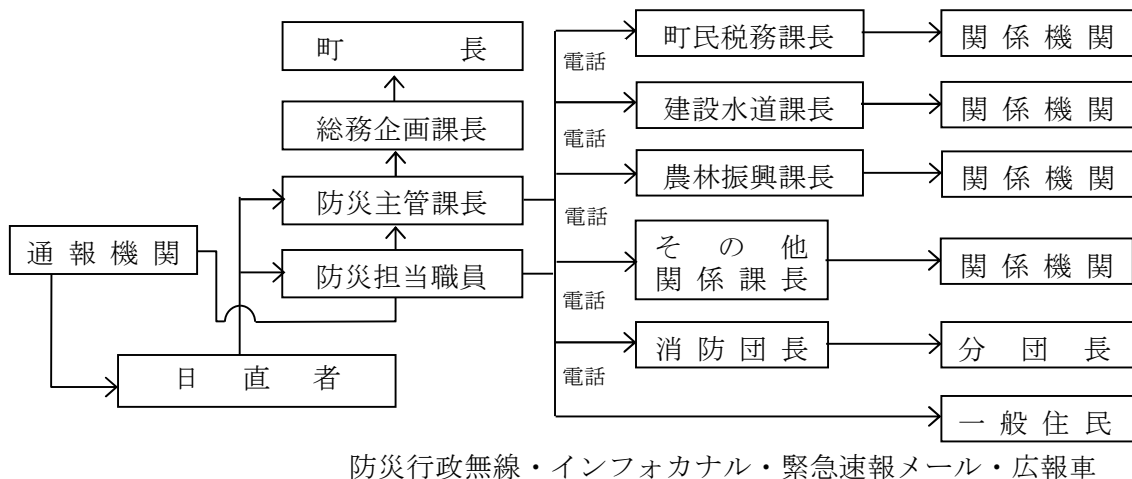 町長
総務企画課長
防災主管課長
防災担当職員
通報機関
日直者
電話
電話
電話
電話
電話
町民税務課長
関係機関
建設水道課長
関係機関
農林振興課長
関係機関
その他
関係課長
関係機関
消防団長
分団長
一般住民
防災行政無線・インフォカナル・緊急速報メール・広報車